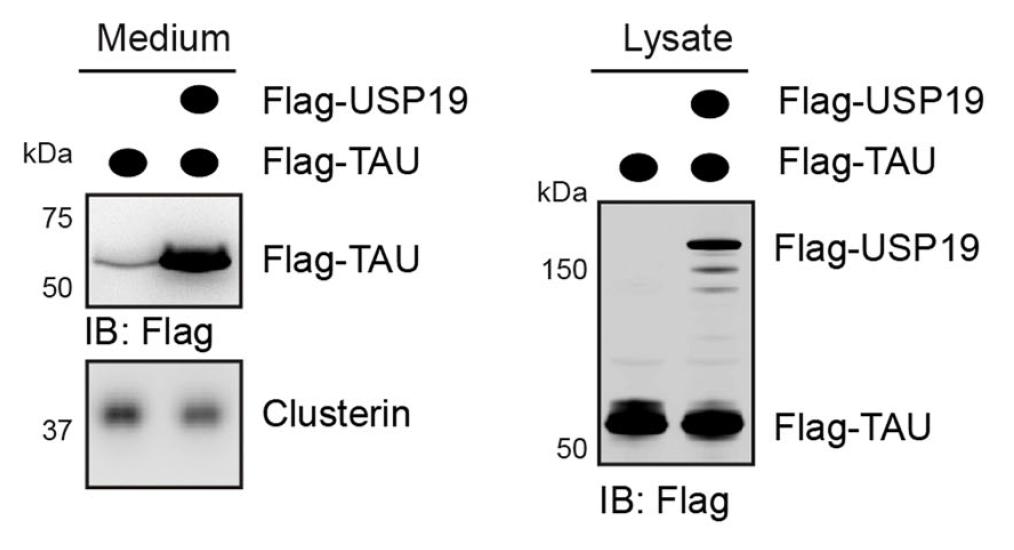 Medium
Flag-USP19
kDa
Flag-TAU
75
Flag-TAU
50
IB: Flag
Clusterin
37
Lysate
Flag-USP19
Flag-TAU
kDa
Flag-USP19
150
Flag-TAU
50
IB: Flag